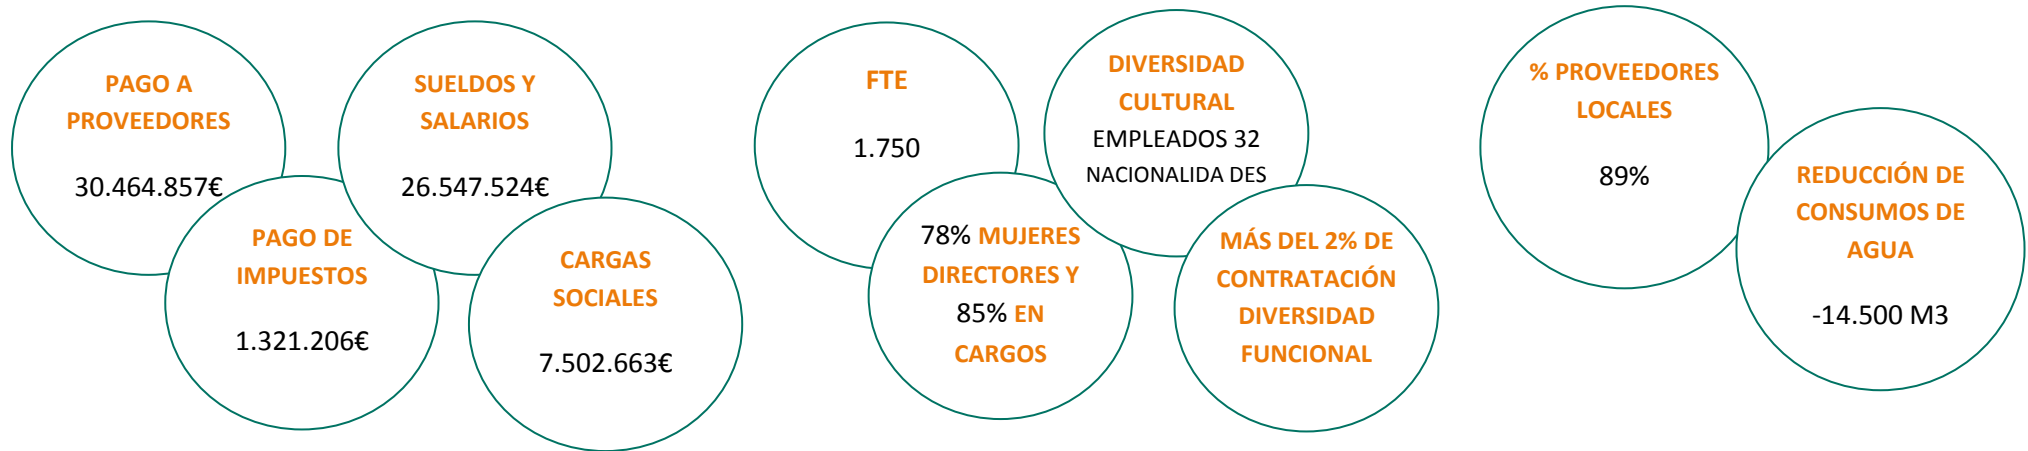 PAGO A
PROVEEDORES
30.464.857€
PAGO DE
IMPUESTOS
1.321.206€
SUELDOS Y
SALARIOS
26.547.524€
CARGAS
SOCIALES
7.502.663€
FTE
1.750
78% MUJERES
DIRECTORES Y
85% EN
CARGOS
DIVERSIDAD
CULTURAL
EMPLEADOS 32
NACIONALIDA DES
MÁS DEL 2% DE
CONTRATACIÓN
DIVERSIDAD
FUNCIONAL
% PROVEEDORES
LOCALES
89%
REDUCCIÓN DE
CONSUMOS DE
AGUA
-14.500 M3